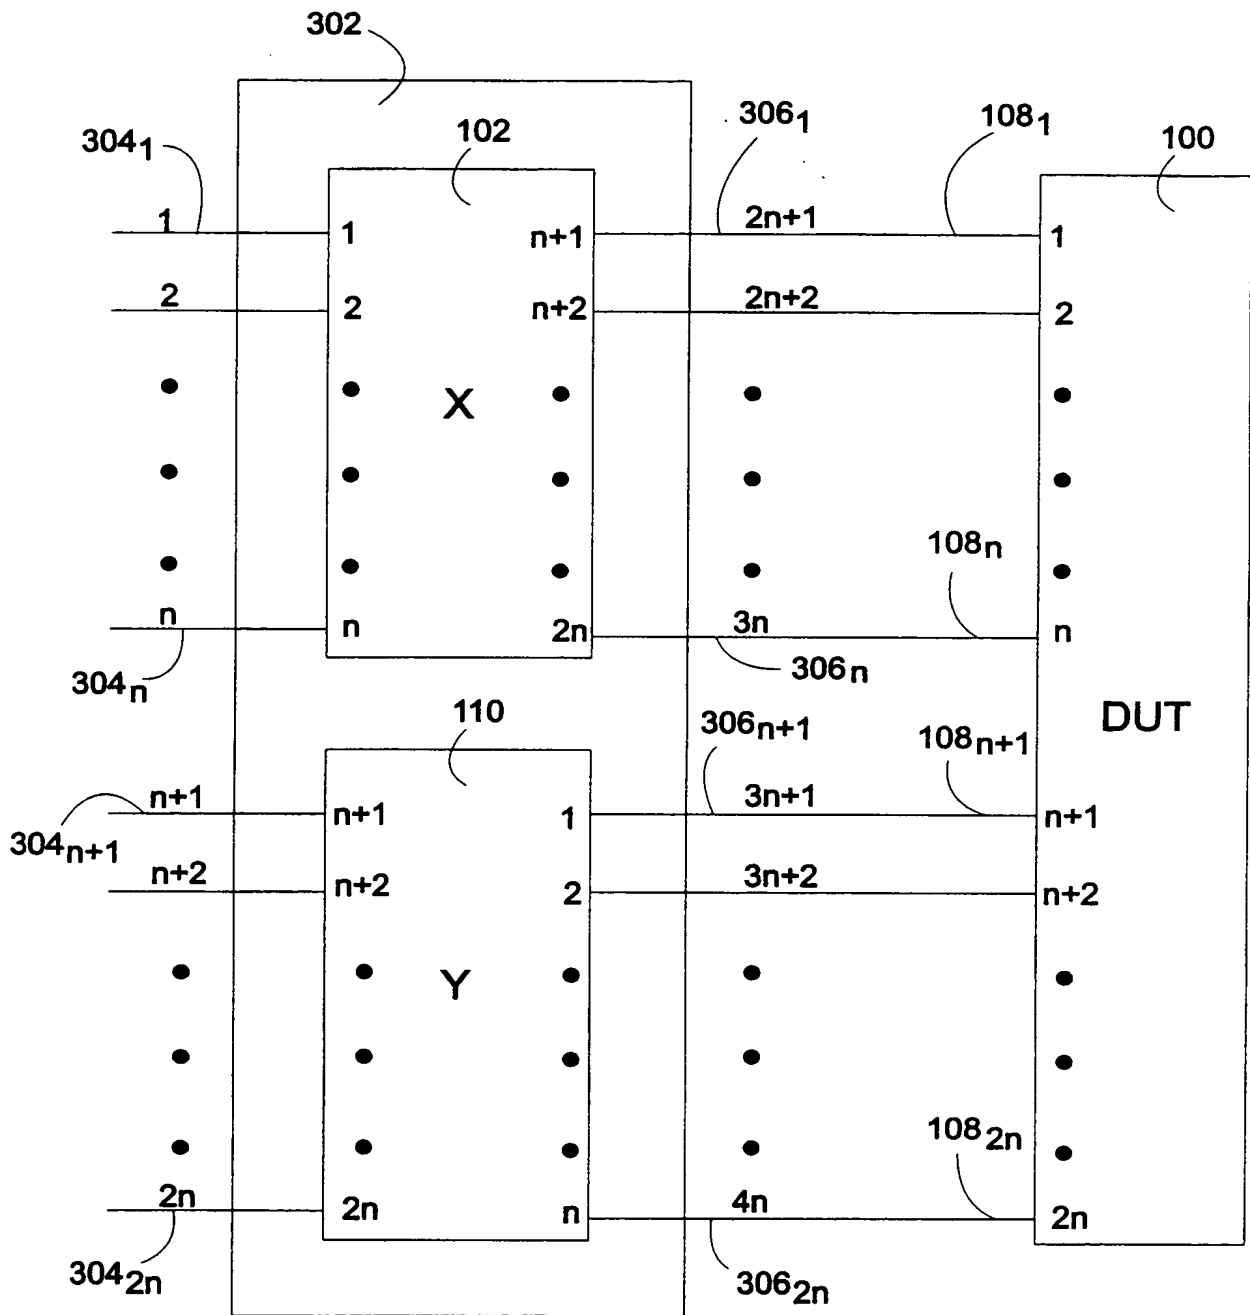 302
304₁
102
306₁
108₁
100
1
1
n+1
2n+1
1
2
2
n+2
2n+2
2
X
108ₙ
n
n
2n
3n
n
304ₙ
306ₙ
110
306ₙ₊₁
108ₙ₊₁
DUT
n+1
n+1
1
3n+1
n+1
304ₙ₊₁
n+2
n+2
2
3n+2
n+2
Y
108₂ₙ
2n
2n
n
4n
2n
304₂ₙ
306₂ₙ